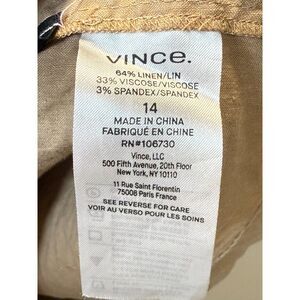 VINCE.
64% LINEN/LIN
33% VISCOSE/VISCOSE
3% SPANDEX/SPANDEX
14
MADE IN CHINA
FABRIQUÉ EN CHINE
RN#106730
Vince, LLC
500 Fifth Avenue, 20th Floor
New York, NY 10110
11 Rue Saint Florentin
75008 Paris France
SEE REVERSE FOR CARE
VOIR AU VERSO POUR LES SOINS